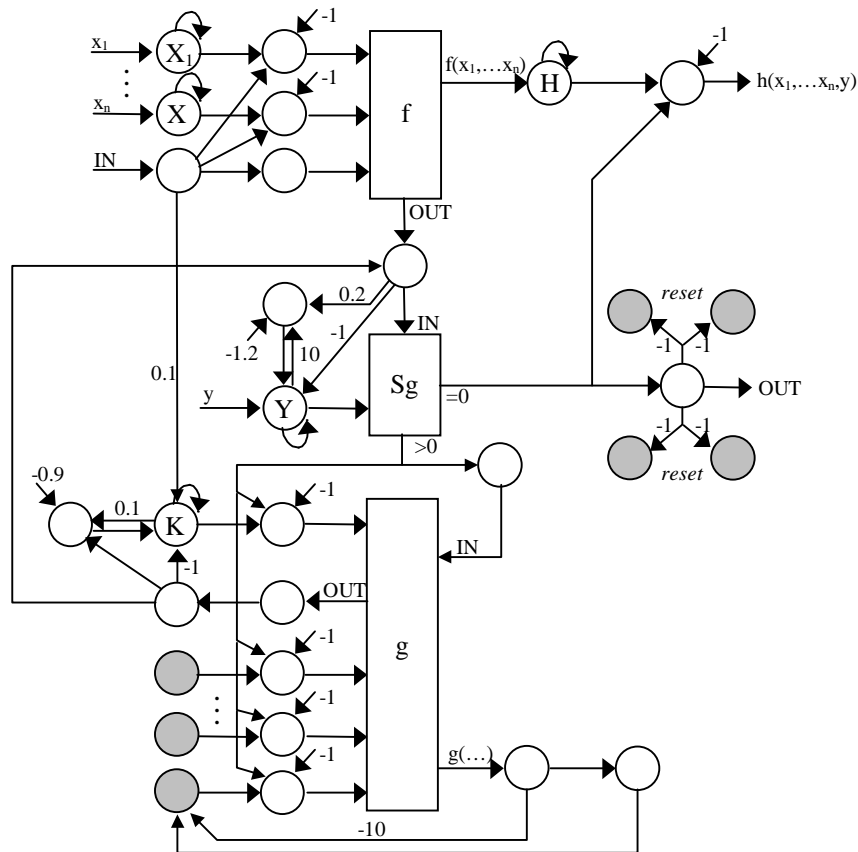 -1
x1
X1
f(x1,…xn)
-1
-1
H
h(x1,…xn,y)
xn
X
f
IN
OUT
0.2
reset
-1.2
-1
IN
10
-1
-1
0.1
Sg
=0
OUT
y
Y
-1
-1
>0
reset
-0.9
-1
0.1
K
IN
-1
OUT
-1
g
-1
-1
g(…)
-10